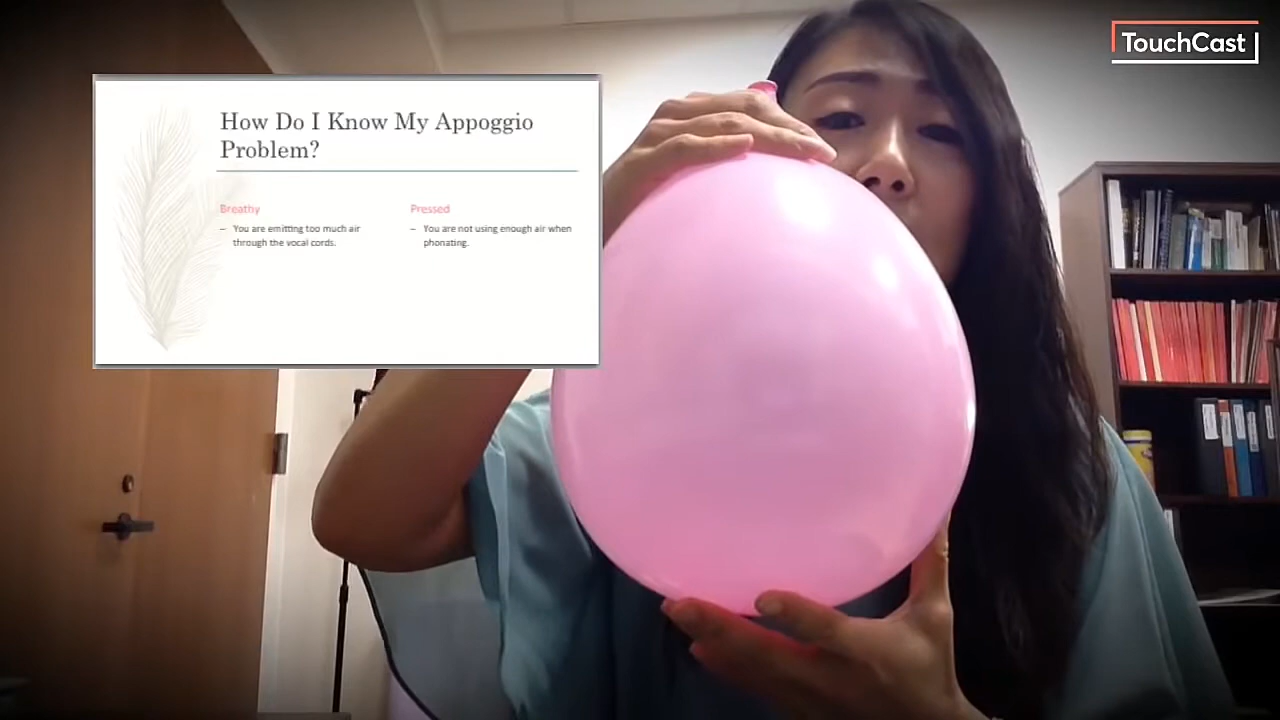 TouchCast
How Do I Know My Appoggio
Problem?
Breathy
– You are emitting too much air
through the vocal cords.
Pressed
– You are not using enough air when
phonating.